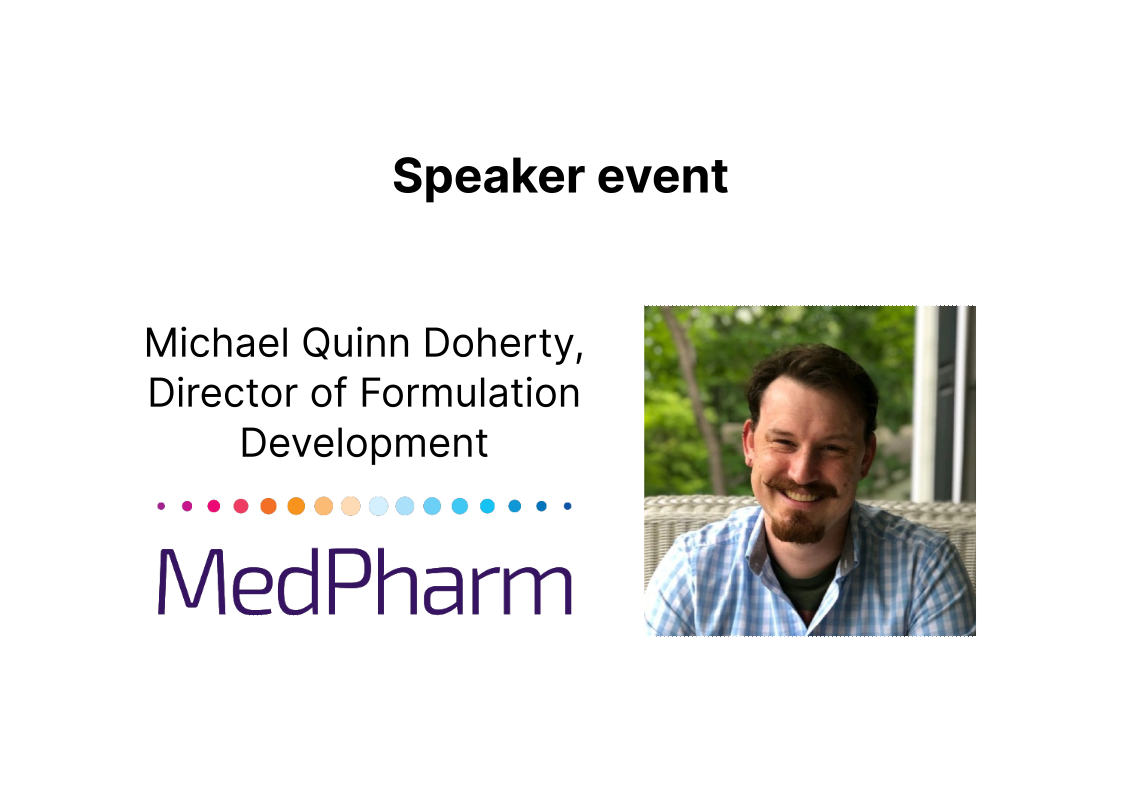 Speaker event
Michael Quinn Doherty,
Director of Formulation
Development
MedPharm